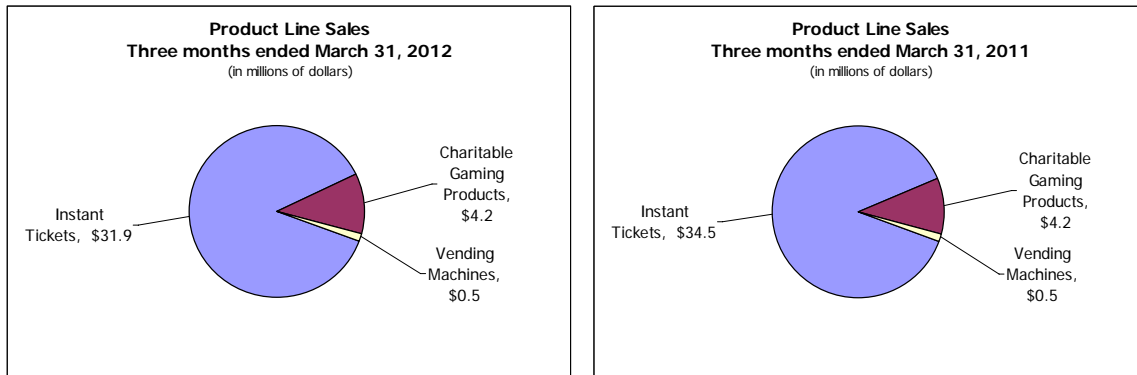 Product Line Sales
Three months ended March 31, 2012
(in millions of dollars)
Charitable
Gaming
Products,
$4.2
Instant
Tickets, $31.9
Vending
Machines,
$0.5
Product Line Sales
Three months ended March 31, 2011
(in millions of dollars)
Charitable
Gaming
Products,
$4.2
Instant
Tickets, $34.5
Vending
Machines,
$0.5